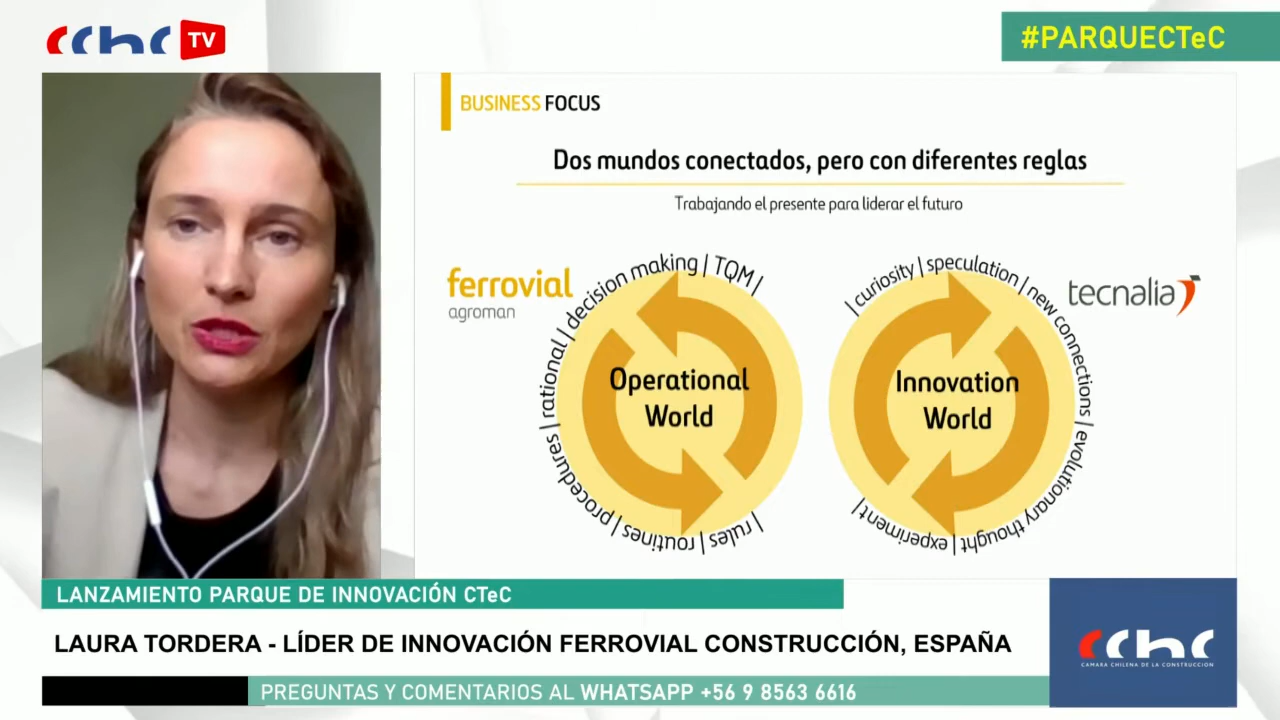 cchc TV
#PARQUECTeC
BUSINESS FOCUS
Dos mundos conectados, pero con diferentes reglas
Trabajando el presente para liderar el futuro
ferrovial
agroman
rules | routines | procedures | rational | decision making | TQM |
Operational
World
| curiosity | speculation | new connections | evolutionary thought | experiment |
Innovation
World
tecnalia
LANZAMIENTO PARQUE DE INNOVACIÓN CTeC
LAURA TORDERA - LÍDER DE INNOVACIÓN FERROVIAL CONSTRUCCIÓN, ESPAÑA
PREGUNTAS Y COMENTARIOS AL WHATSAPP +56 9 8563 6616
cchc
CAMARA CHILENA DE LA CONSTRUCCION